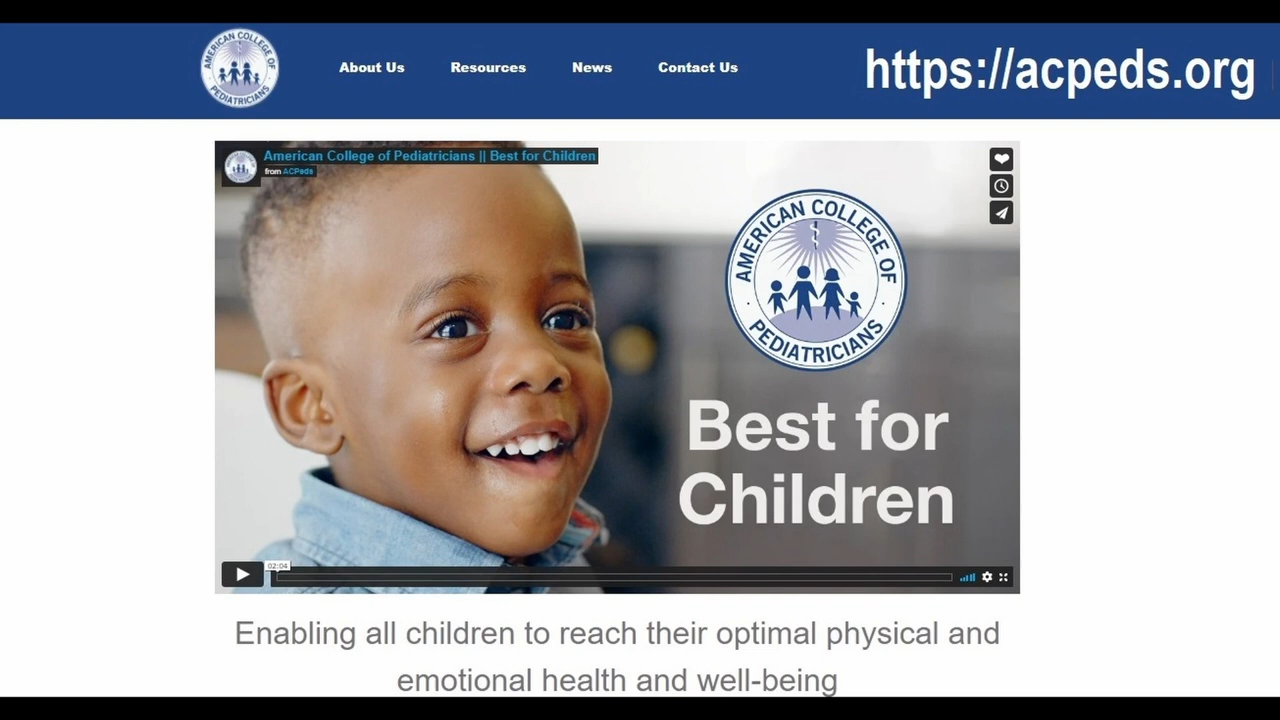 AMERICAN COLLEGE OF PEDIATRICIANS
About Us Resources News Contact Us
https://acpeds.org
American College of Pediatricians || Best for Children
from ACPeds
AMERICAN COLLEGE OF
PEDIATRICIANS
Best for
Children
02:04
Enabling all children to reach their optimal physical and
emotional health and well-being